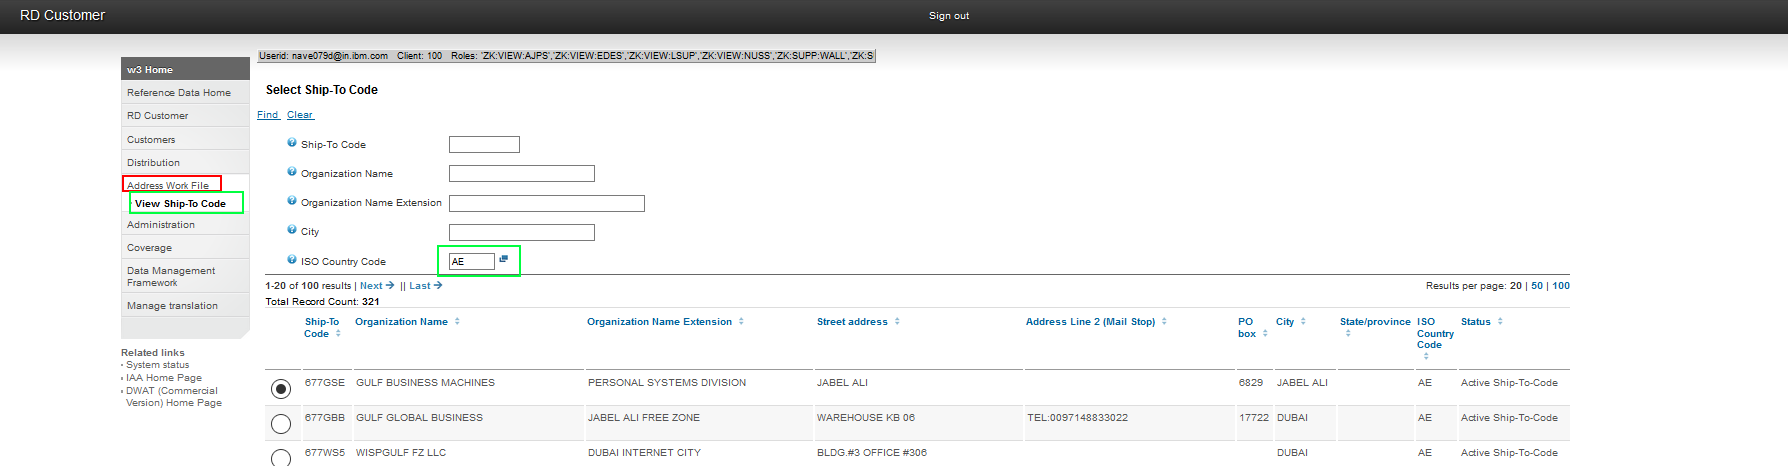 RD Customer
Sign out
Userid: nave079d@in.ibm.com Client: 100 Roles: 'ZK:VIEW:AJPS','ZK:VIEW:EDES','ZK:VIEW:LSUP','ZK:VIEW:NUSS','ZK:SUPP:WALL','ZK:S
w3 Home
Reference Data Home
RD Customer
Customers
Distribution
Address Work File
View Ship-To Code
Administration
Coverage
Data Management
Framework
Manage translation
Related links
• System status
• IAA Home Page
• DWAT (Commercial
Version) Home Page
Select Ship-To Code
Find Clear
Ship-To Code
Organization Name
Organization Name Extension
City
ISO Country Code AE
1-20 of 100 results | Next → || Last →
Results per page: 20 | 50 | 100
Total Record Count: 321
Ship-To Code Organization Name Organization Name Extension Street address Address Line 2 (Mail Stop) PO box City State/province ISO Country Code Status
677GSE GULF BUSINESS MACHINES PERSONAL SYSTEMS DIVISION JABEL ALI 6829 JABEL ALI AE Active Ship-To-Code
677GBB GULF GLOBAL BUSINESS JABEL ALI FREE ZONE WAREHOUSE KB 06 TEL:0097148833022 17722 DUBAI AE Active Ship-To-Code
677WS5 WISPGULF FZ LLC DUBAI INTERNET CITY BLDG.#3 OFFICE #306 DUBAI AE Active Ship-To-Code